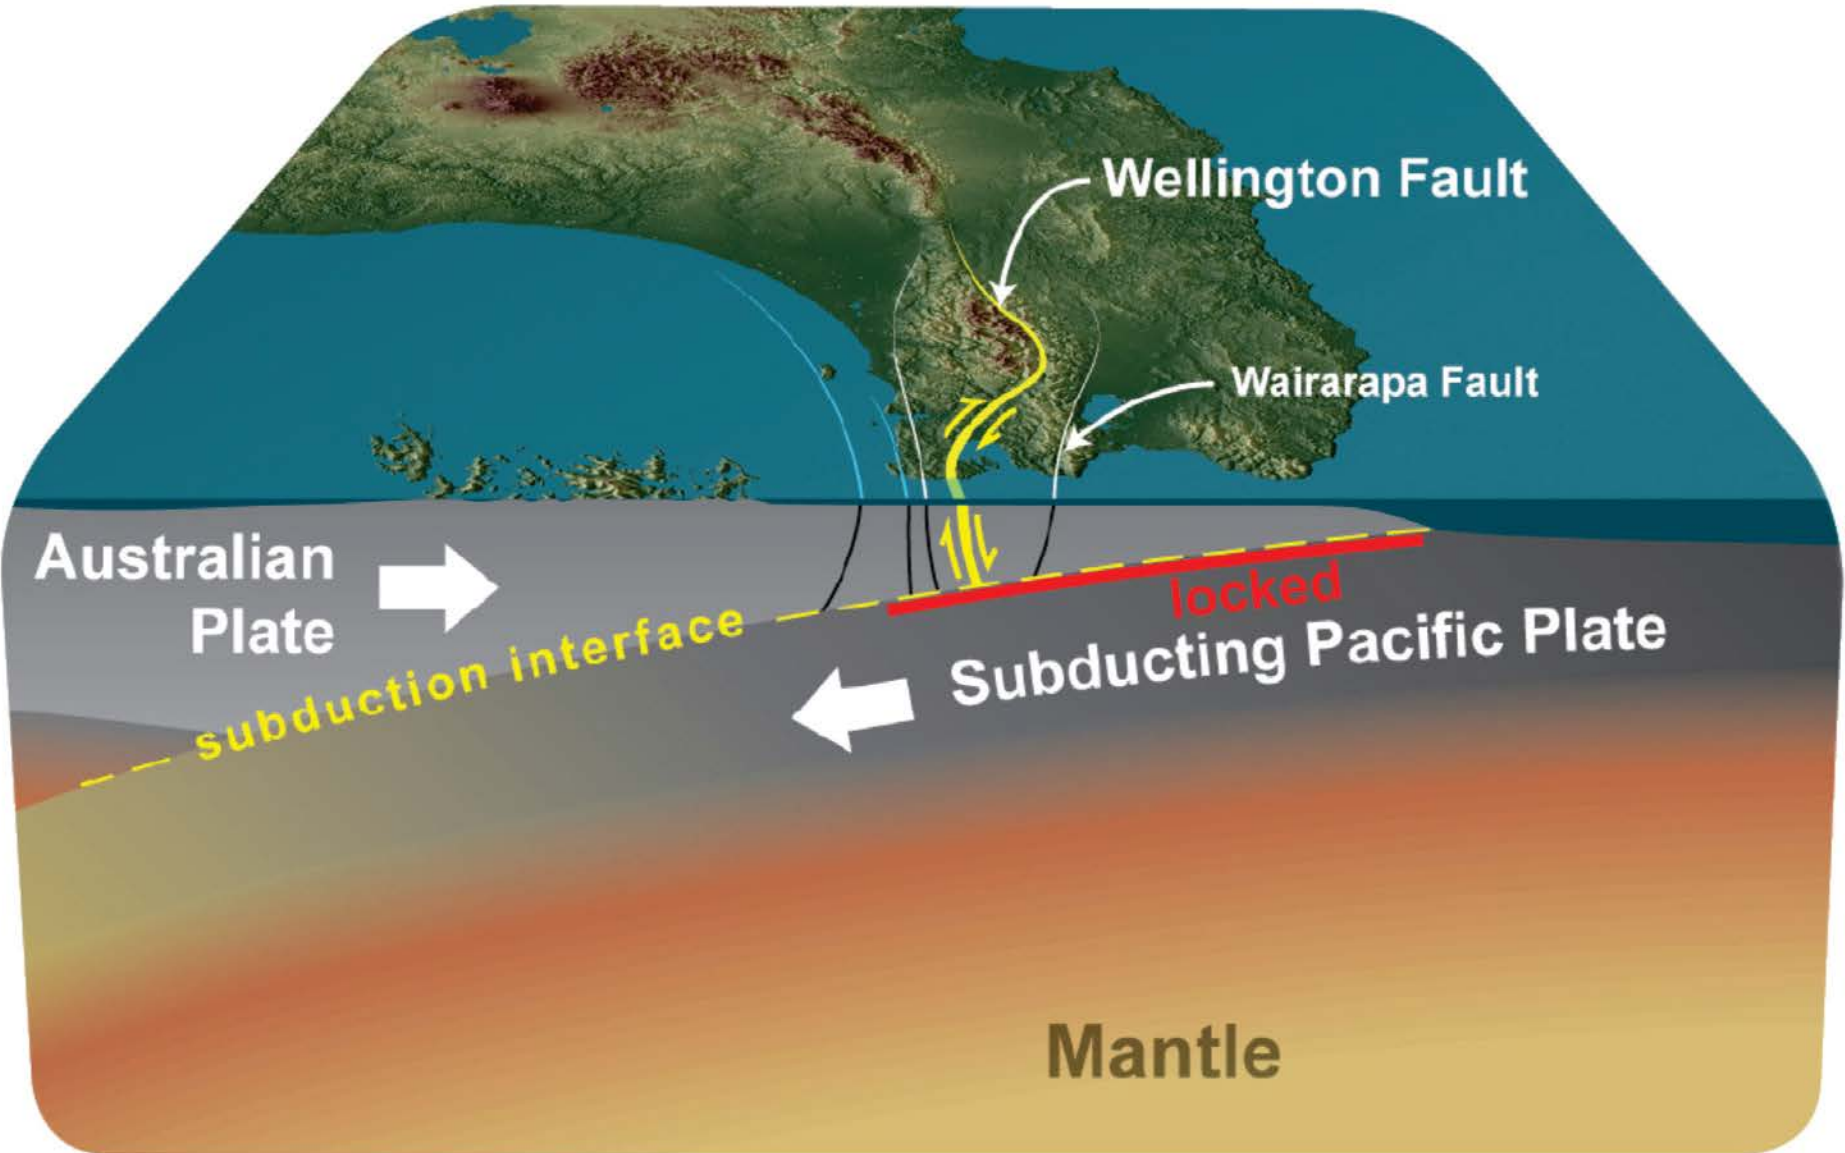 Wellington Fault
Wairarapa Fault
Australian
Plate
locked
subduction interface
Subducting Pacific Plate
Mantle